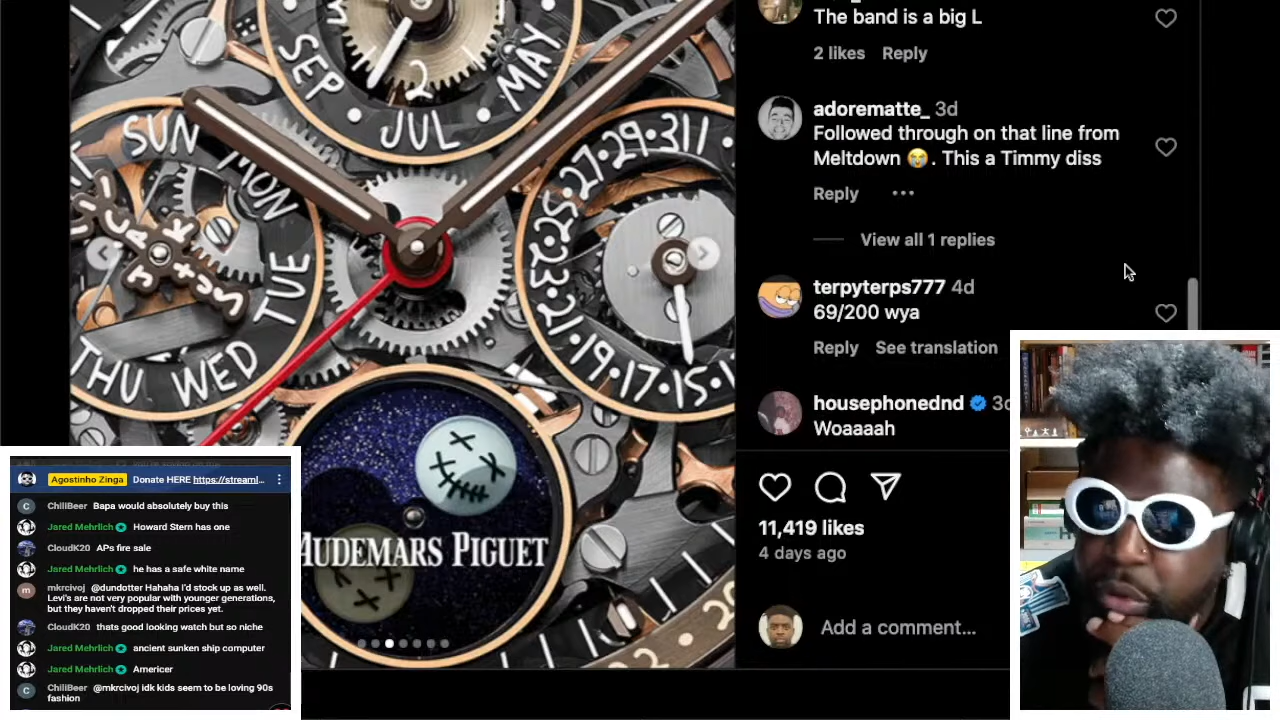 SEP
2
MAY
JUL
SUN
MON
TUE
WED
THU
CACTUS
JACK
31
29
27
25
23
21
19
17
15
AUDEMARS PIGUET
The band is a big L
2 likes Reply
adorematte_ 3d
Followed through on that line from
Meltdown 😭. This a Timmy diss
Reply •••
View all 1 replies
terpyterps777 4d
69/200 wya
Reply See translation
housephonednd 3d
Woaaaah
11,419 likes
4 days ago
Add a comment...
Agostinho Zinga Donate HERE https://streaml...
C ChiliBeer Bapa would absolutely buy this
Jared Mehrlich Howard Stern has one
CloudK20 APs fire sale
Jared Mehrlich he has a safe white name
m mkrcivoj @dundotter Hahaha I'd stock up as well.
Levi's are not very popular with younger generations,
but they haven't dropped their prices yet.
CloudK20 thats good looking watch but so niche
Jared Mehrlich ancient sunken ship computer
Jared Mehrlich Americer
C ChiliBeer @mkrcivoj idk kids seem to be loving 90s
fashion